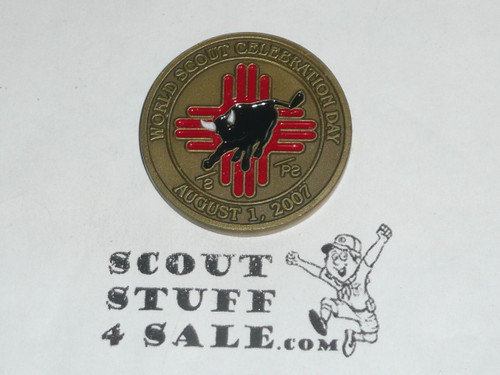 WORLD SCOUT CELEBRATION DAY
AUGUST 1, 2007
SCOUT
STUFF
4 SALE.COM